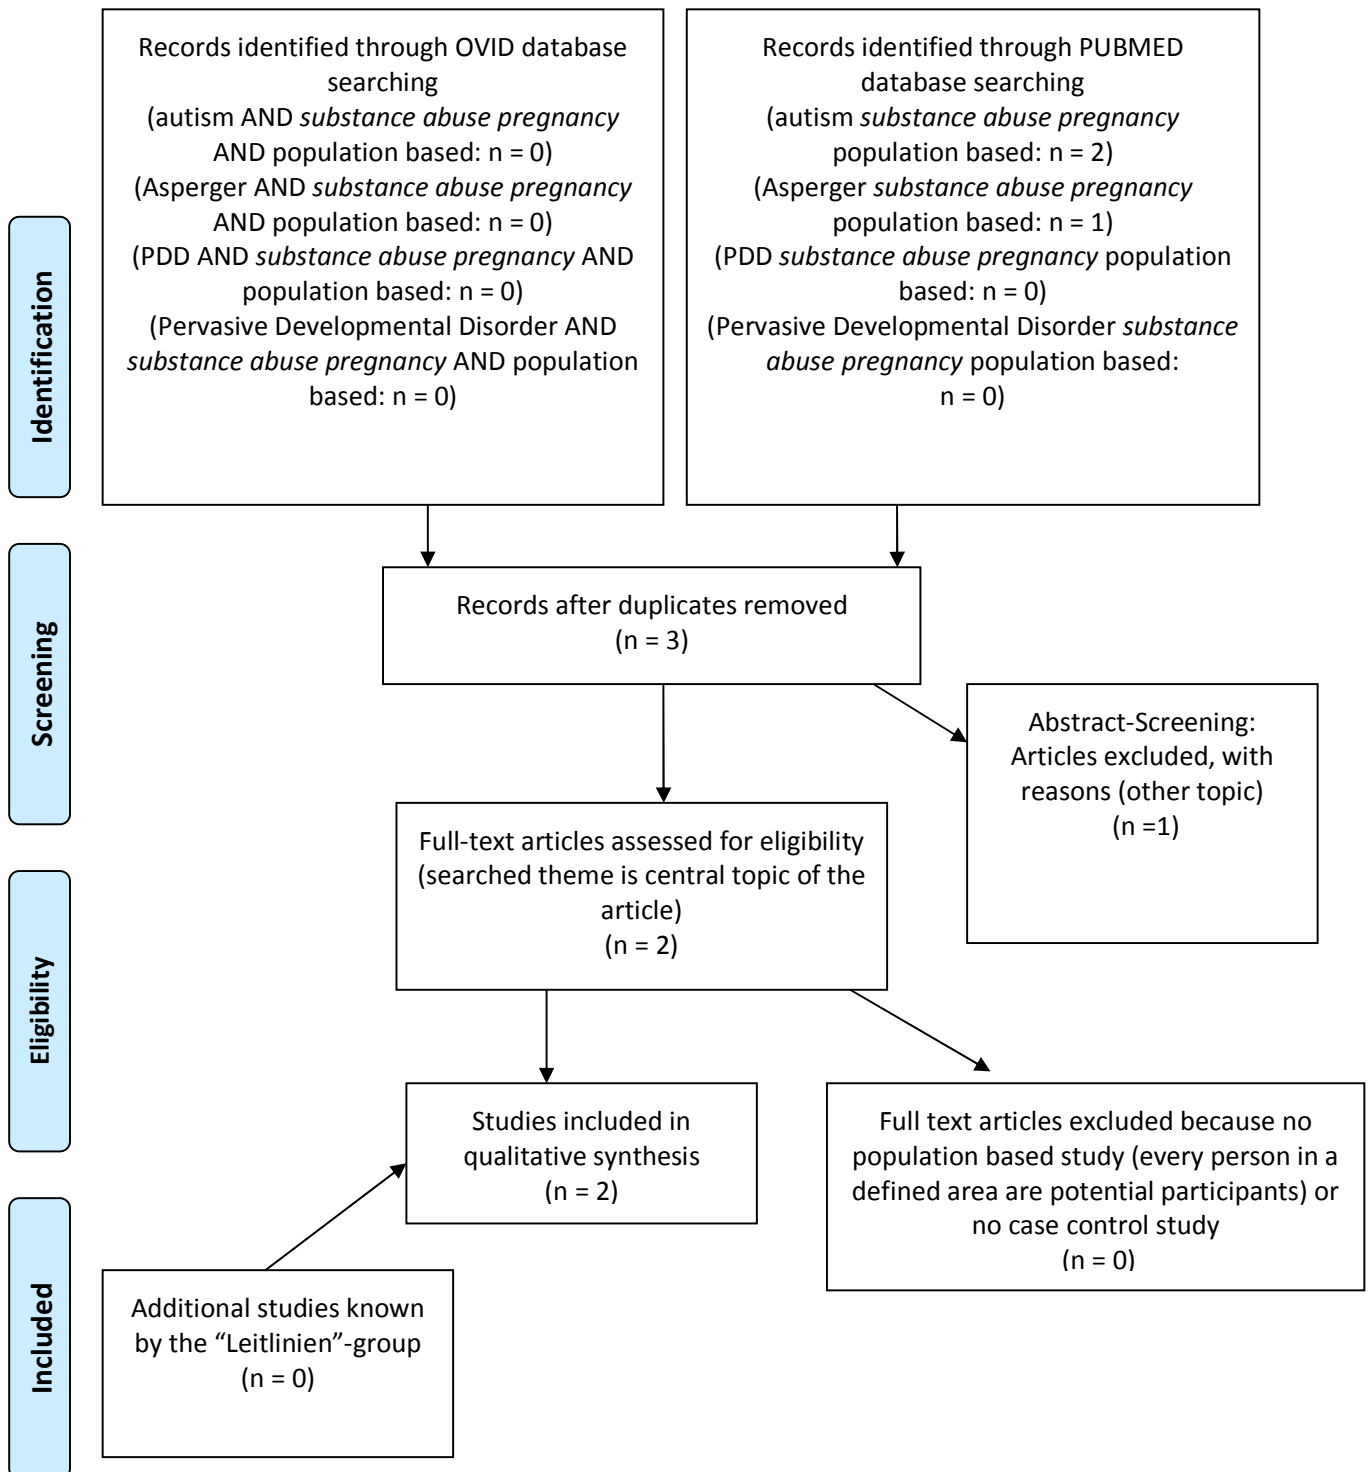 Records identified through OVID database
searching
(autism AND substance abuse pregnancy
AND population based: n = 0)
(Asperger AND substance abuse pregnancy
AND population based: n = 0)
(PDD AND substance abuse pregnancy AND
population based: n = 0)
(Pervasive Developmental Disorder AND
substance abuse pregnancy AND population
based: n = 0)
Records identified through PUBMED
database searching
(autism substance abuse pregnancy
population based: n = 2)
(Asperger substance abuse pregnancy
population based: n = 1)
(PDD substance abuse pregnancy population
based: n = 0)
(Pervasive Developmental Disorder substance
abuse pregnancy population based:
n = 0)
Identification
Records after duplicates removed
(n = 3)
Screening
Abstract-Screening:
Articles excluded, with
reasons (other topic)
(n =1)
Full-text articles assessed for eligibility
(searched theme is central topic of the
article)
(n = 2)
Eligibility
Studies included in
qualitative synthesis
(n = 2)
Full text articles excluded because no
population based study (every person in a
defined area are potential participants) or
no case control study
(n = 0)
Included
Additional studies known
by the “Leitlinien”-group
(n = 0)